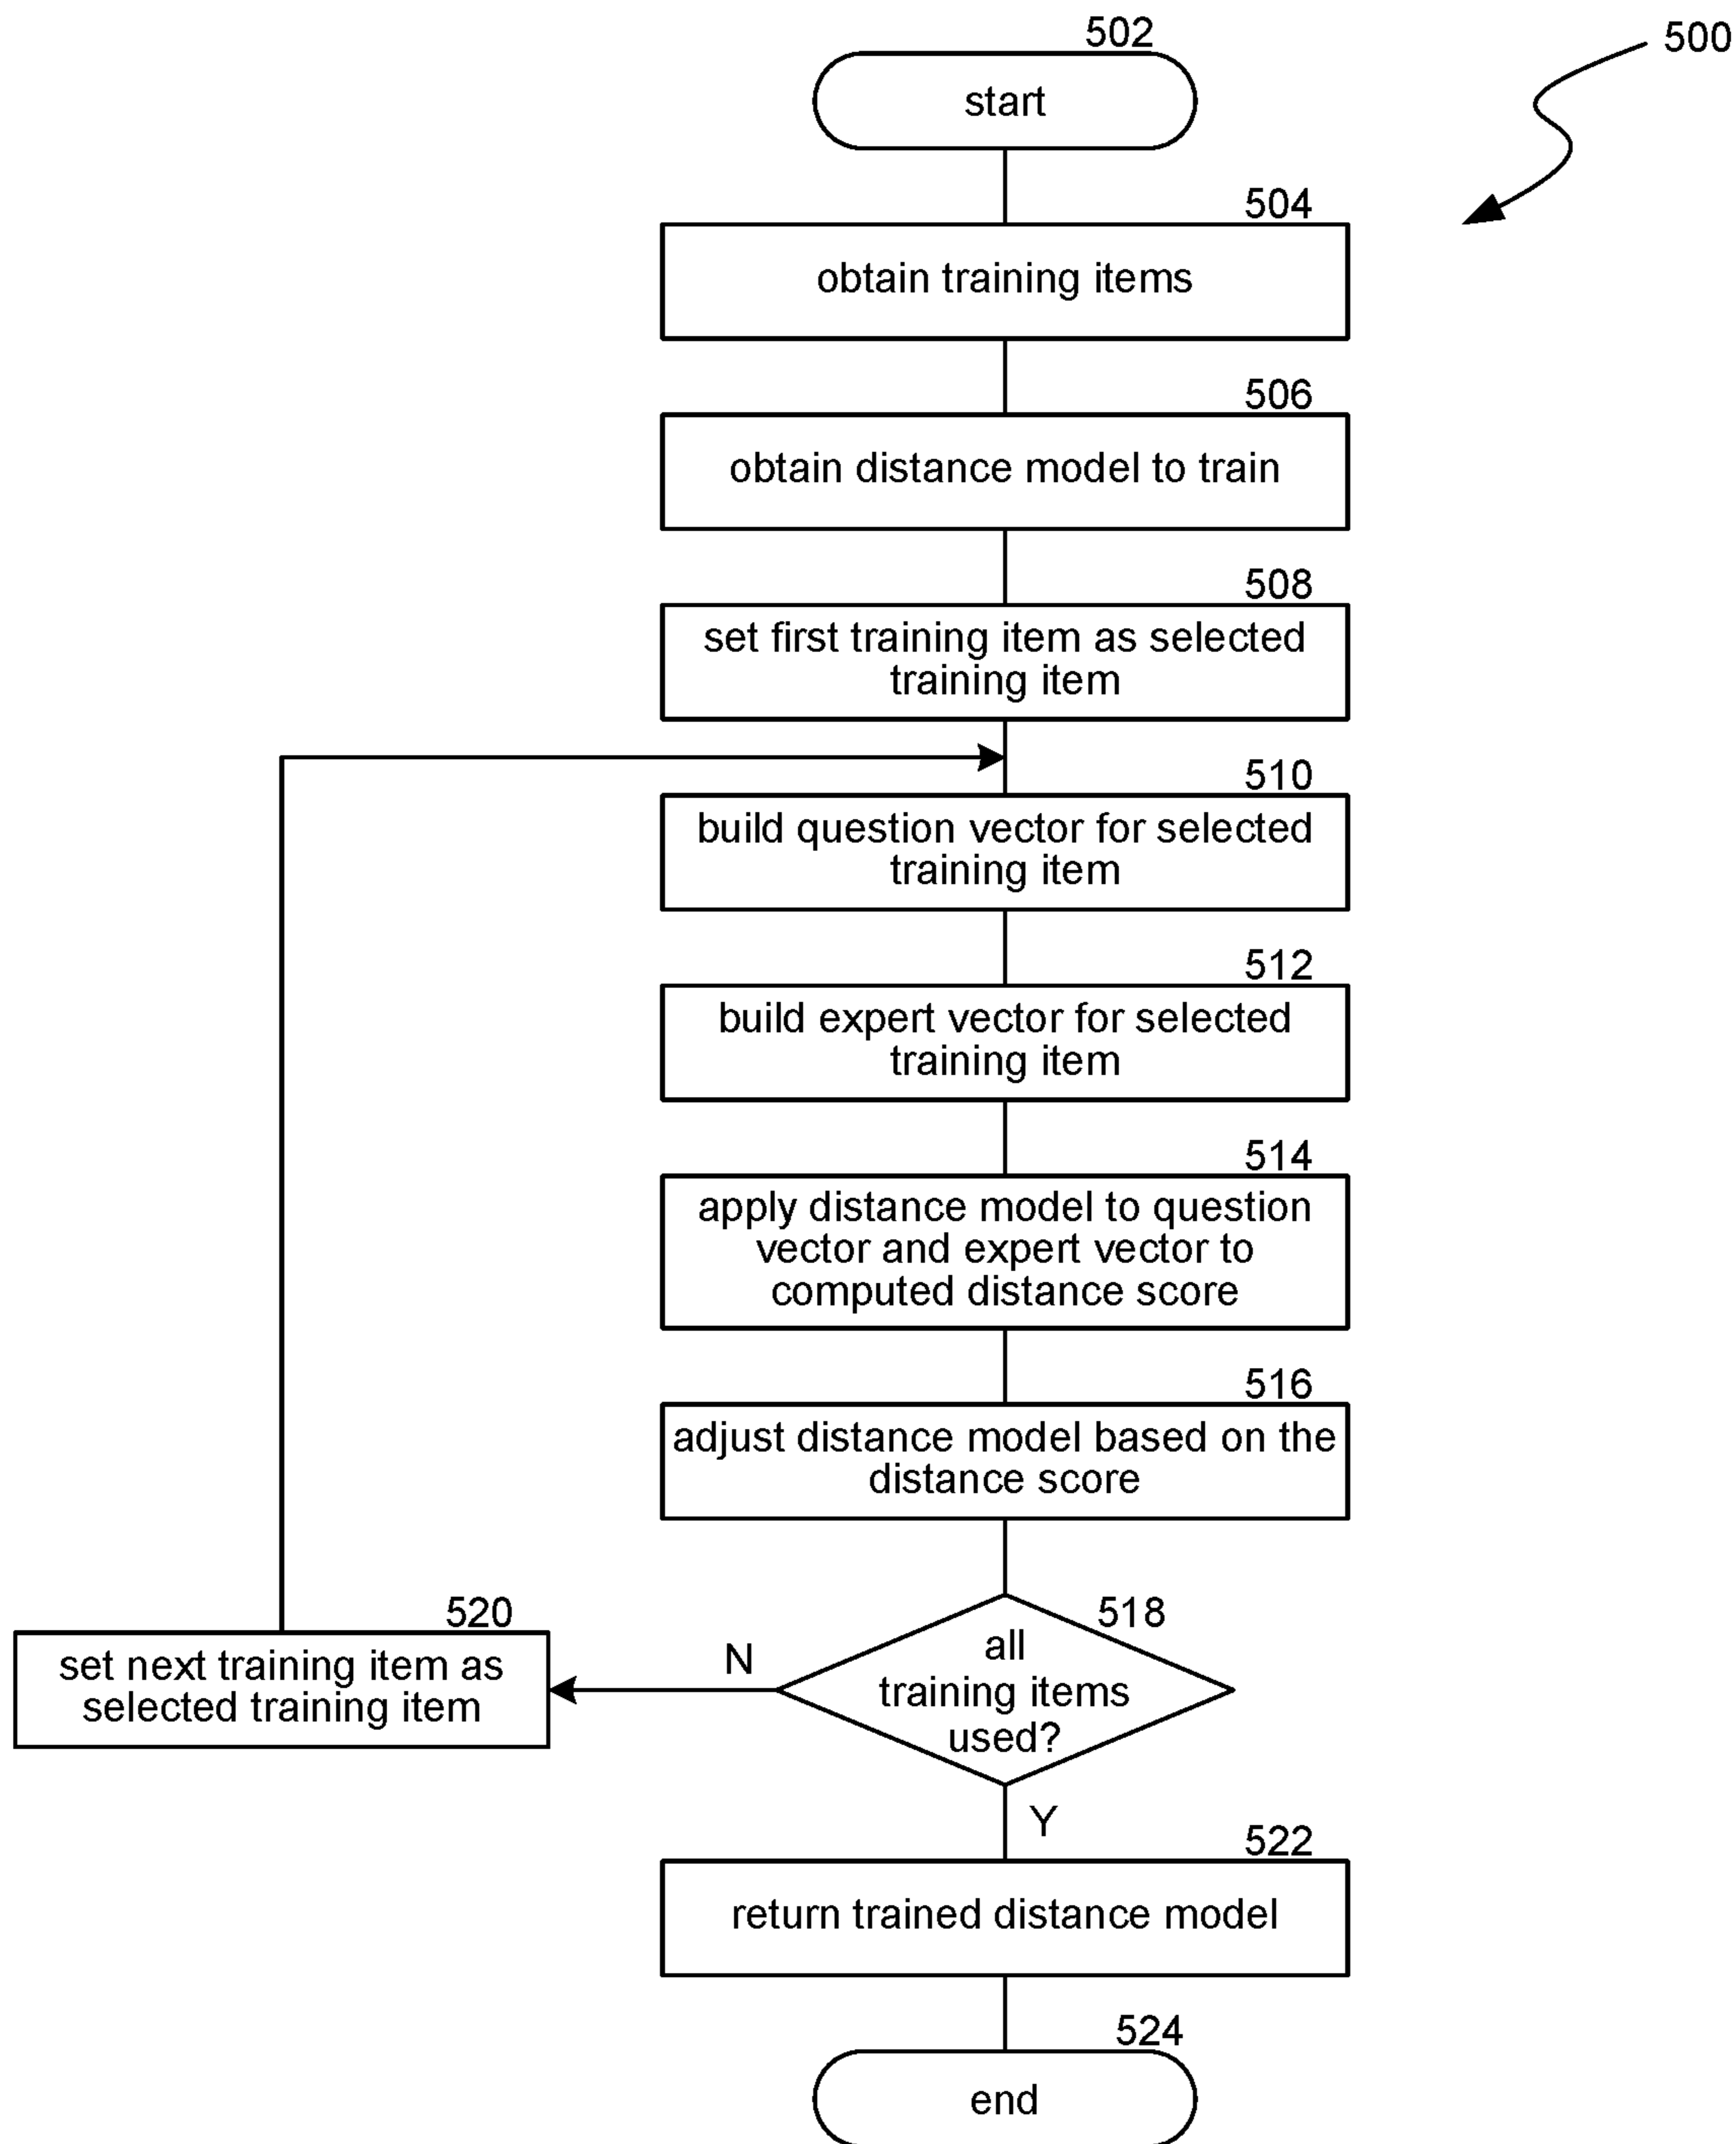 502
500
start
504
obtain training items
506
obtain distance model to train
508
set first training item as selected
training item
510
build question vector for selected
training item
512
build expert vector for selected
training item
514
apply distance model to question
vector and expert vector to
computed distance score
516
adjust distance model based on the
distance score
518
all
training items
used?
N
520
set next training item as
selected training item
Y
522
return trained distance model
524
end